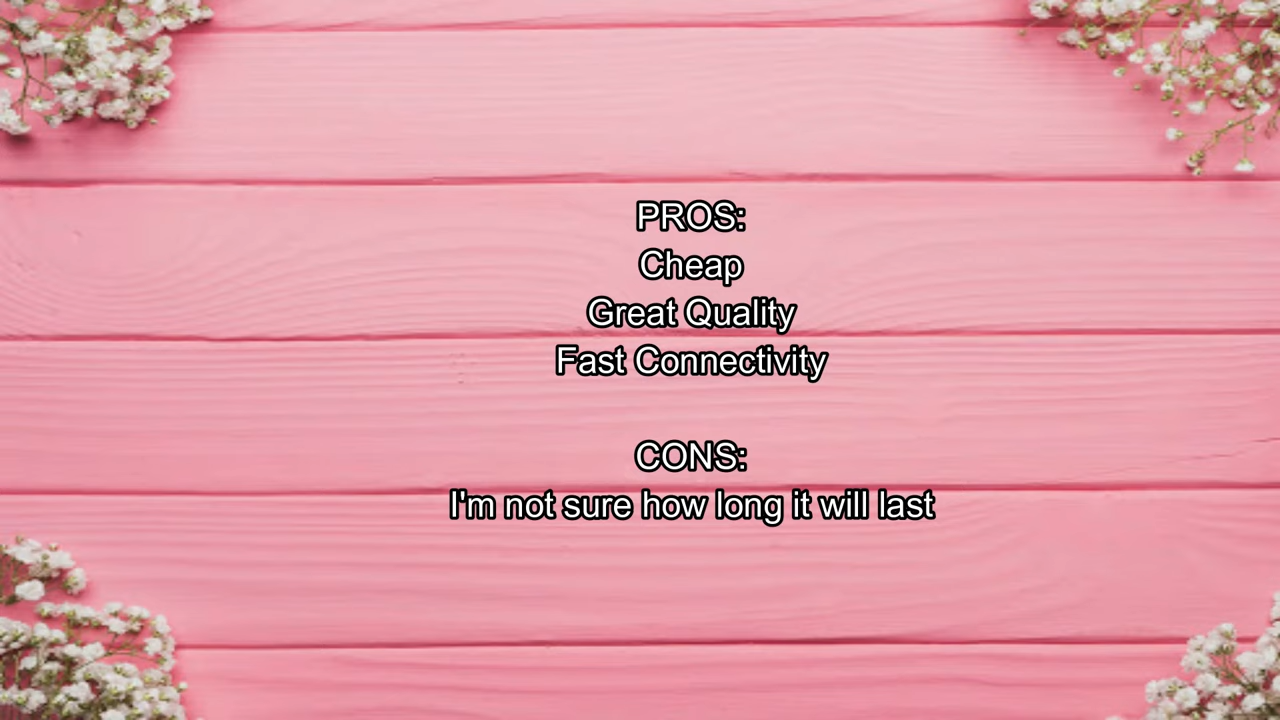 PROS:
Cheap
Great Quality
Fast Connectivity
CONS:
I'm not sure how long it will last